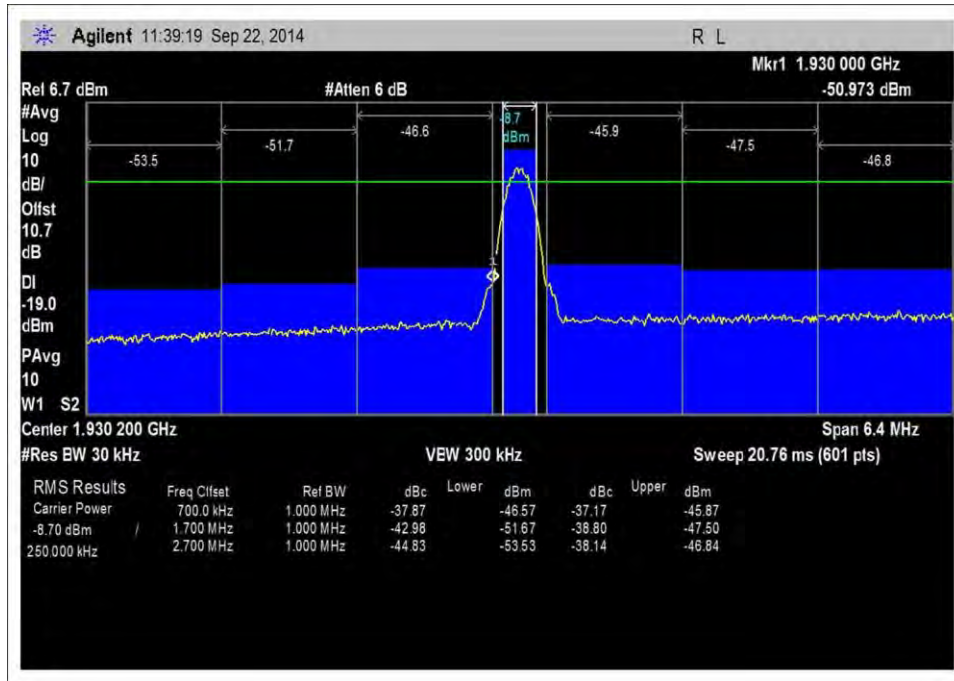 Agilent 11:39:19 Sep 22, 2014 R L
Mkr1 1.930 000 GHz
Rel 6.7 dBm #Atten 6 dB -50.973 dBm
#Avg
Log
10
dB/
Offst
10.7
dB
DI
-19.0
dBm
PAvg
10
W1 S2
-53.5 -51.7 -46.6 -8.7 dBm -45.9 -47.5 -46.8
1
Center 1.930 200 GHz Span 6.4 MHz
#Res BW 30 kHz VBW 300 kHz Sweep 20.76 ms (601 pts)
RMS Results Freq Offset Ref BW dBc Lower dBm dBc Upper dBm
Carrier Power 700.0 kHz 1.000 MHz -37.87 -46.57 -37.17 -45.87
-8.70 dBm / 1.700 MHz 1.000 MHz -42.98 -51.67 -38.80 -47.50
250.000 kHz 2.700 MHz 1.000 MHz -44.83 -53.53 -38.14 -46.84